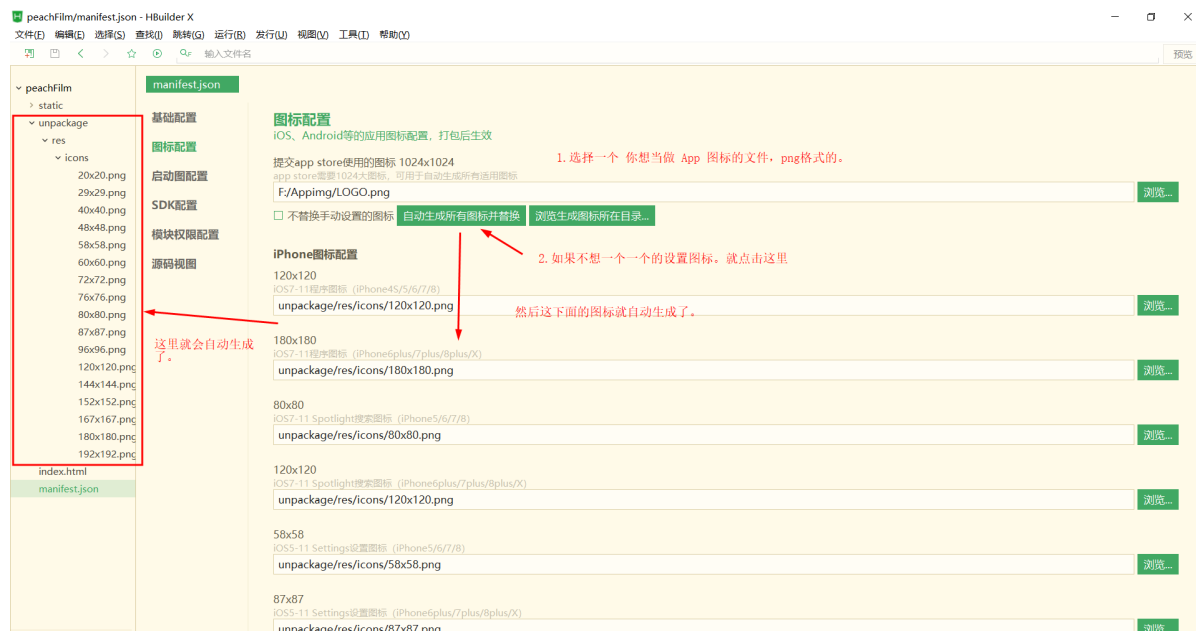 peachFilm/manifest.json - HBuilder X
文件(F) 编辑(E) 选择(S) 查找(I) 跳转(G) 运行(R) 发行(U) 视图(V) 工具(T) 帮助(Y)
输入文件名
预览
peachFilm
static
unpackage
res
icons
20x20.png
29x29.png
40x40.png
48x48.png
58x58.png
60x60.png
72x72.png
76x76.png
80x80.png
87x87.png
96x96.png
120x120.png
144x144.png
152x152.png
167x167.png
180x180.png
192x192.png
index.html
manifest.json
这里就会自动生成
了。
manifest.json
基础配置
图标配置
启动图配置
SDK配置
模块权限配置
源码视图
图标配置
iOS、Android等的应用图标配置，打包后生效
1.选择一个 你想当做 App 图标的文件，png格式的。
提交app store使用的图标 1024x1024
app store需要1024大图标，可用于自动生成所有适用图标
F:/Appimg/LOGO.png
浏览...
不替换手动设置的图标 自动生成所有图标并替换 浏览生成图标所在目录...
2.如果不想一个一个的设置图标。就点击这里
iPhone图标配置
120x120
iOS7-11程序图标（iPhone4S/5/6/7/8）
unpackage/res/icons/120x120.png
浏览...
然后这下面的图标就自动生成了。
180x180
iOS7-11程序图标（iPhone6plus/7plus/8plus/X）
unpackage/res/icons/180x180.png
浏览...
80x80
iOS7-11 Spotlight搜索图标（iPhone5/6/7/8）
unpackage/res/icons/80x80.png
浏览...
120x120
iOS7-11 Spotlight搜索图标（iPhone6plus/7plus/8plus/X）
unpackage/res/icons/120x120.png
浏览...
58x58
iOS5-11 Settings设置图标（iPhone5/6/7/8）
unpackage/res/icons/58x58.png
浏览...
87x87
iOS5-11 Settings设置图标（iPhone6plus/7plus/8plus/X）
unpackage/res/icons/87x87.png
浏览...